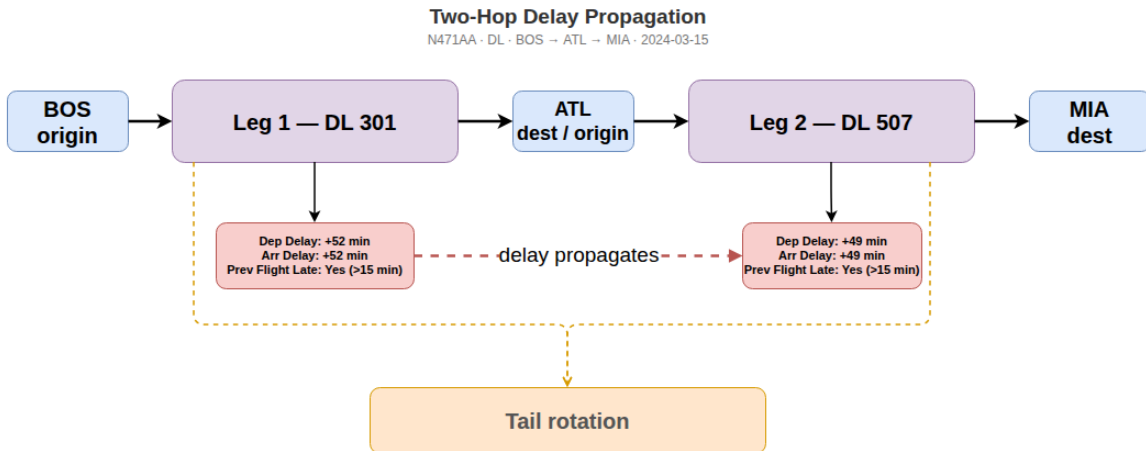 Two-Hop Delay Propagation
N471AA · DL · BOS → ATL → MIA · 2024-03-15
BOS
origin
Leg 1 — DL 301
ATL
dest / origin
Leg 2 — DL 507
MIA
dest
Dep Delay: +52 min
Arr Delay: +52 min
Prev Flight Late: Yes (>15 min)
delay propagates
Dep Delay: +49 min
Arr Delay: +49 min
Prev Flight Late: Yes (>15 min)
Tail rotation